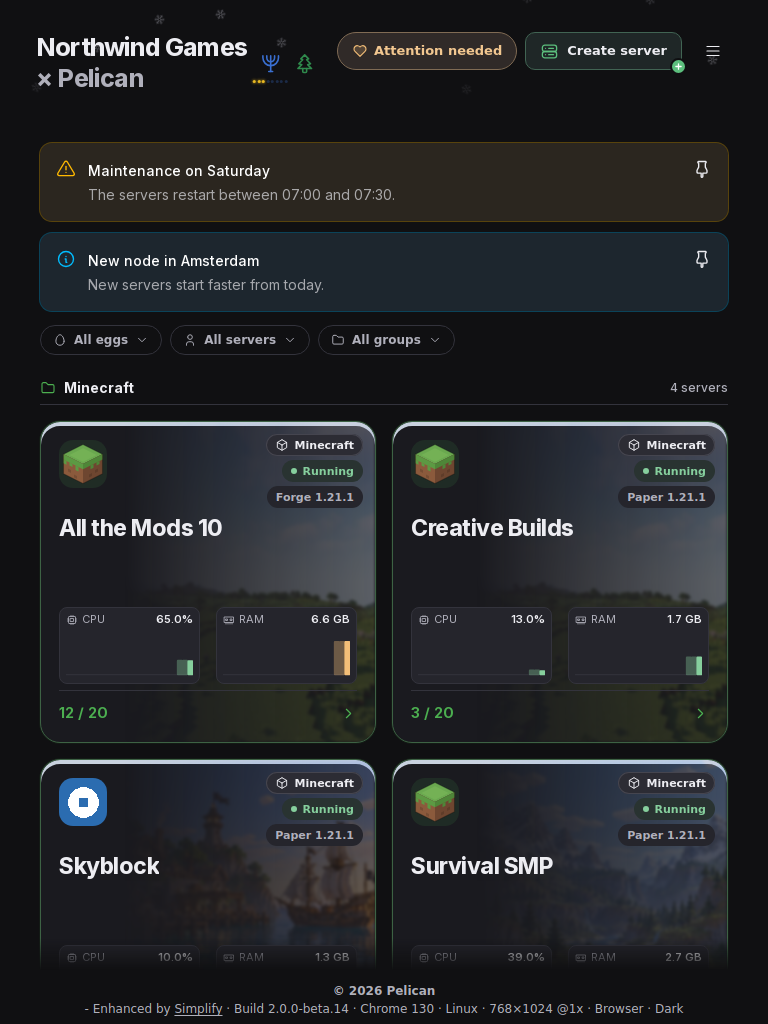 Northwind Games
× Pelican
Attention needed
Create server
Maintenance on Saturday
The servers restart between 07:00 and 07:30.
New node in Amsterdam
New servers start faster from today.
All eggs
All servers
All groups
Minecraft
4 servers
Minecraft
Running
Forge 1.21.1
All the Mods 10
CPU 65.0%
RAM 6.6 GB
12 / 20
Minecraft
Running
Paper 1.21.1
Creative Builds
CPU 13.0%
RAM 1.7 GB
3 / 20
Minecraft
Running
Paper 1.21.1
Skyblock
CPU 10.0%
RAM 1.3 GB
Minecraft
Running
Paper 1.21.1
Survival SMP
CPU 39.0%
RAM 2.7 GB
© 2026 Pelican
- Enhanced by Simplify · Build 2.0.0-beta.14 · Chrome 130 · Linux · 768×1024 @1x · Browser · Dark